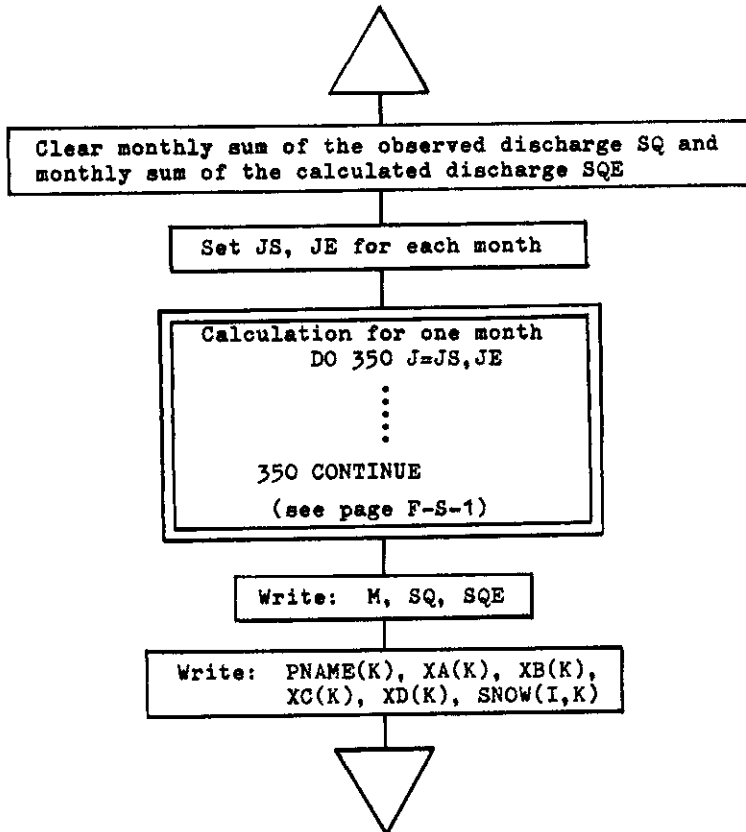 Clear monthly sum of the observed discharge SQ and
monthly sum of the calculated discharge SQE
Set JS, JE for each month
Calculation for one month
DO 350 J=JS,JE
350 CONTINUE
(see page F-S-1)
Write: M, SQ, SQE
Write: PNAME(K), XA(K), XB(K),
XC(K), XD(K), SNOW(I,K)